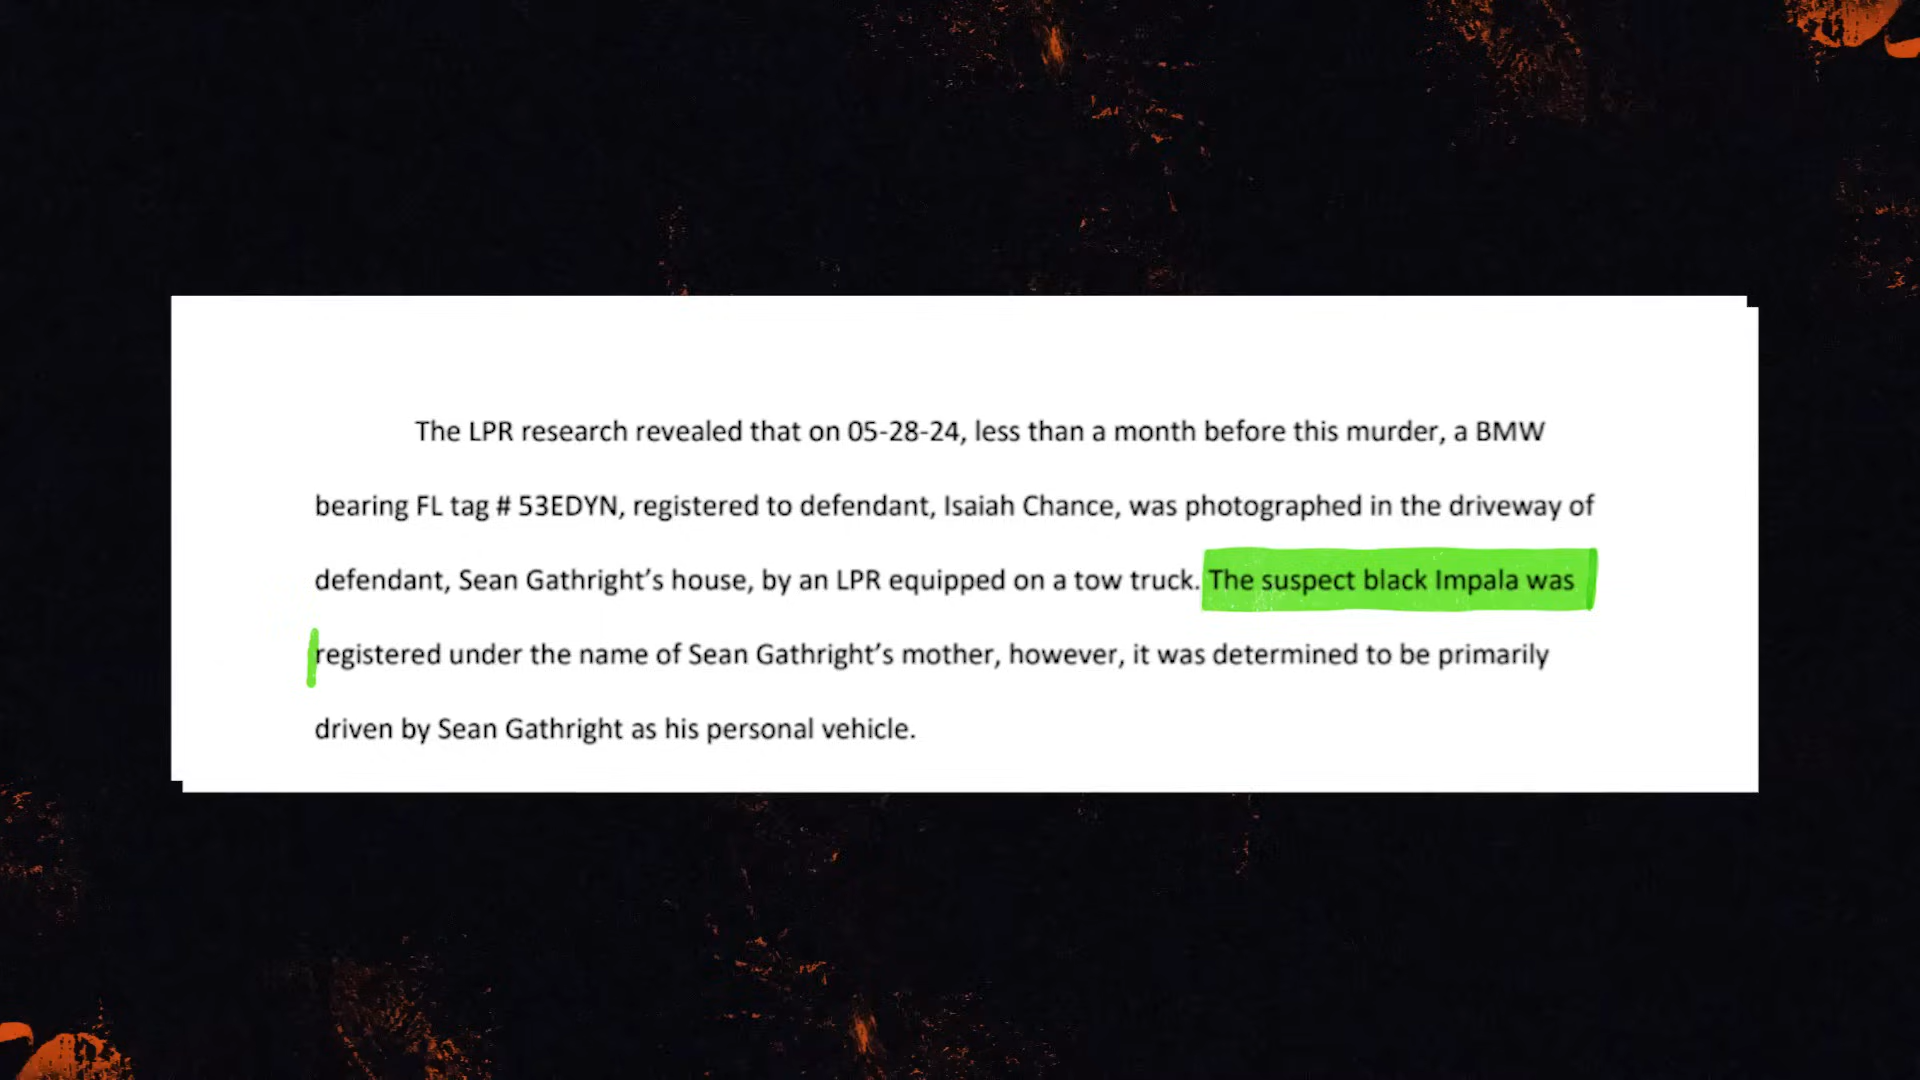 The LPR research revealed that on 05-28-24, less than a month before this murder, a BMW
bearing FL tag # 53EDYN, registered to defendant, Isaiah Chance, was photographed in the driveway of
defendant, Sean Gathright’s house, by an LPR equipped on a tow truck. The suspect black Impala was
registered under the name of Sean Gathright’s mother, however, it was determined to be primarily
driven by Sean Gathright as his personal vehicle.